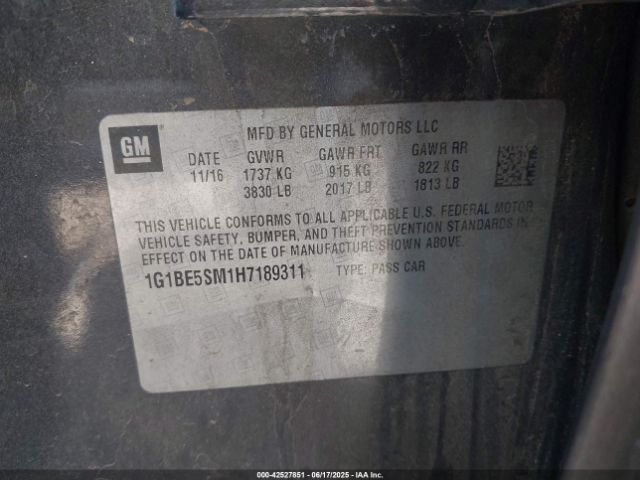 GM
MFD BY GENERAL MOTORS LLC
DATE GVWR GAWR FRT GAWR RR
11/16 1737 KG 915 KG 822 KG
3830 LB 2017 LB 1813 LB
THIS VEHICLE CONFORMS TO ALL APPLICABLE U.S. FEDERAL MOTOR
VEHICLE SAFETY, BUMPER, AND THEFT PREVENTION STANDARDS IN
EFFECT ON THE DATE OF MANUFACTURE SHOWN ABOVE.
1G1BE5SM1H7189311 TYPE: PASS CAR
000-42527851 - 06/17/2025 - IAAI.COM